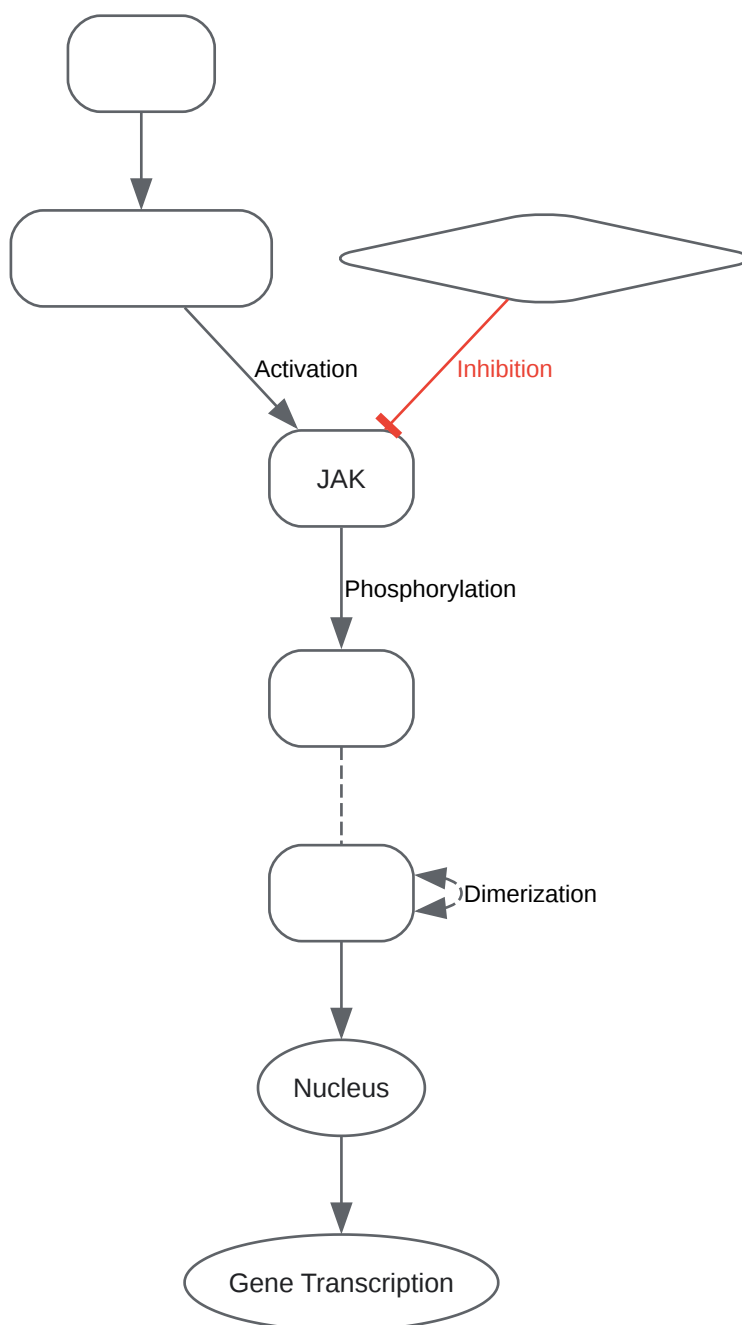 Activation
Inhibition
JAK
Phosphorylation
Dimerization
Nucleus
Gene Transcription